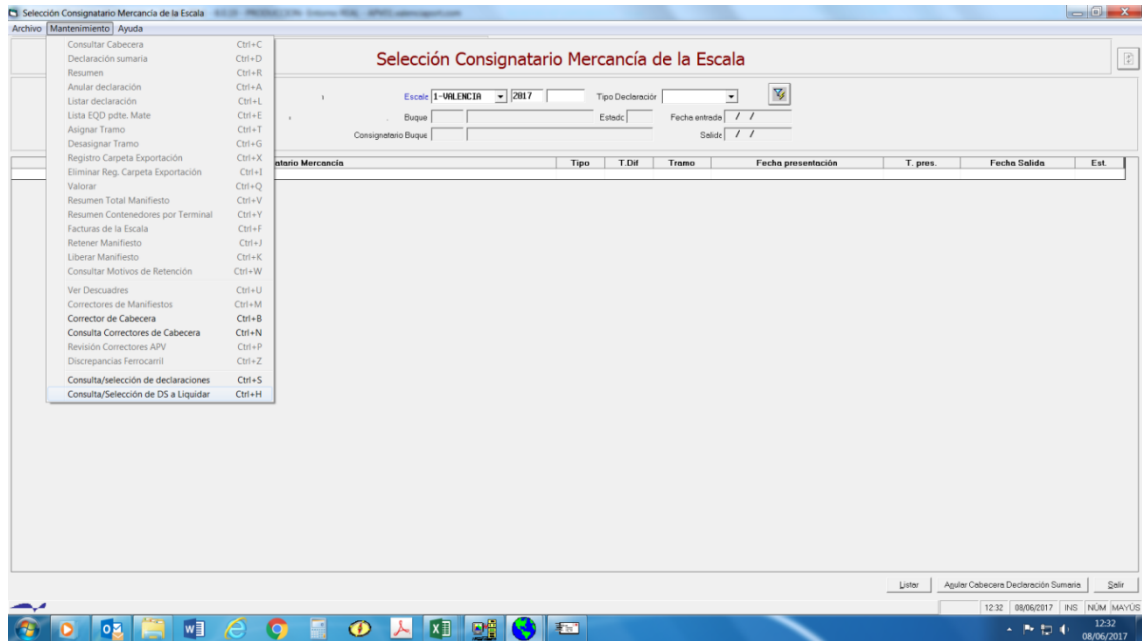 Selección Consignatario Mercancía de la Escala
Archivo Mantenimiento Ayuda
Consultar Cabecera Ctrl+C
Declaración sumaria Ctrl+D
Resumen Ctrl+R
Anular declaración Ctrl+A
Listar declaración Ctrl+L
Lista EQD pdte. Mate Ctrl+E
Asignar Tramo Ctrl+T
Desasignar Tramo Ctrl+G
Registro Carpeta Exportación Ctrl+X
Eliminar Reg. Carpeta Exportación Ctrl+I
Valorar Ctrl+Q
Resumen Total Manifiesto Ctrl+V
Resumen Contenedores por Terminal Ctrl+Y
Facturas de la Escala Ctrl+F
Retener Manifiesto Ctrl+J
Liberar Manifiesto Ctrl+K
Consultar Motivos de Retención Ctrl+W
Ver Descuadres Ctrl+U
Correctores de Manifiestos Ctrl+M
Corrector de Cabecera Ctrl+B
Consulta Correctores de Cabecera Ctrl+N
Revisión Correctores APV Ctrl+P
Discrepancias Ferrocarril Ctrl+Z
Consulta/selección de declaraciones Ctrl+S
Consulta/Selección de DS a Liquidar Ctrl+H
Selección Consignatario Mercancía de la Escala
Escale 1-VALENCIA 2017 Tipo Declaración
Buque Estado Fecha entrada / /
Consignatario Buque Salida / /
natario Mercancía Tipo T.Dif Tramo Fecha presentación T. pres. Fecha Salida Est.
Listar Anular Cabecera Declaración Sumaria Salir
12:32 08/06/2017 INS NÚM MAYÚS
12:32
08/06/2017